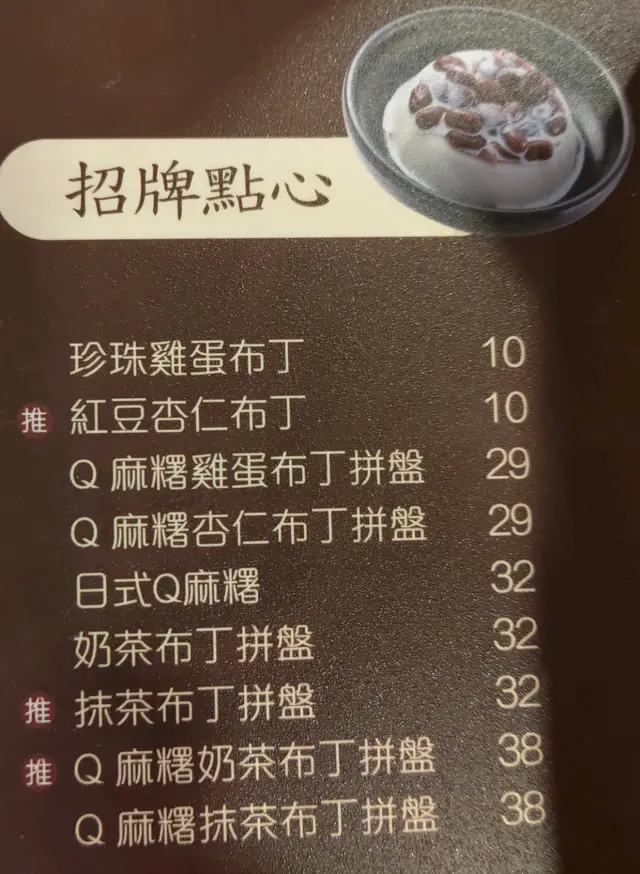 招牌點心
珍珠雞蛋布丁 10
推 紅豆杏仁布丁 10
Q 麻糬雞蛋布丁拼盤 29
Q 麻糬杏仁布丁拼盤 29
日式Q麻糬 32
奶茶布丁拼盤 32
推 抹茶布丁拼盤 32
推 Q 麻糬奶茶布丁拼盤 38
Q 麻糬抹茶布丁拼盤 38